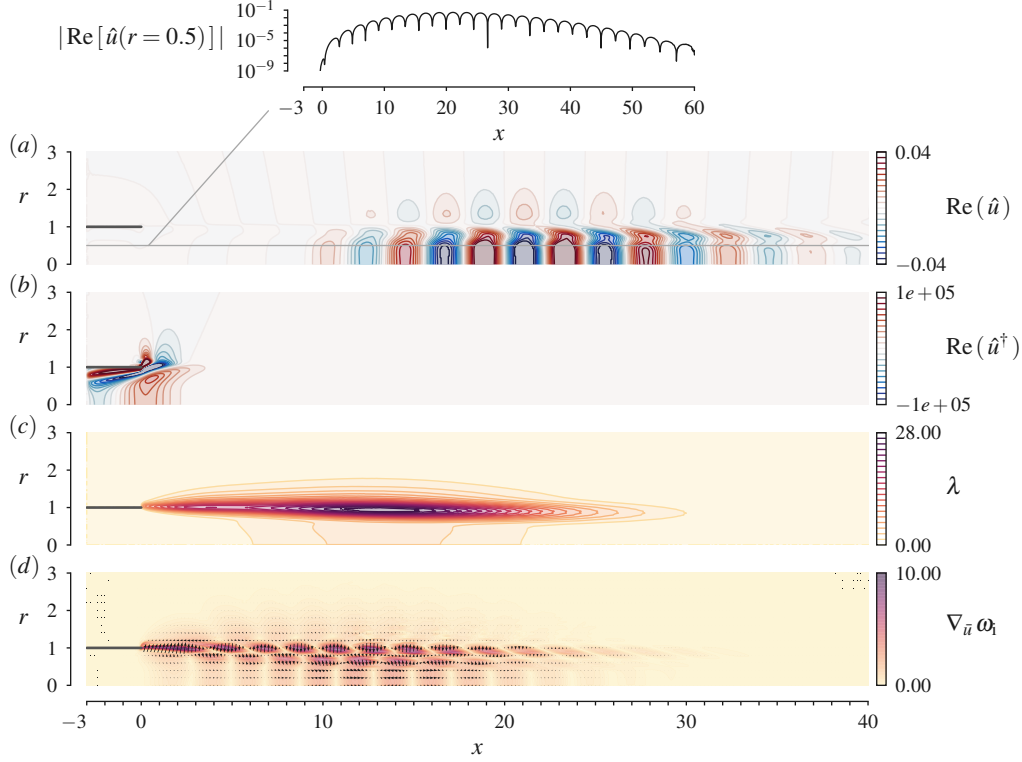 10−1
|Re[û(r = 0.5)]| 10−5
10−9
−3 0 10 20 30 40 50 60
x
(a) 3 0.04
2
r Re(û)
1
0 −0.04
(b) 3 1e+05
2
r Re(û†)
1
0 −1e+05
(c) 3 28.00
2
r λ
1
0 0.00
(d) 3 10.00
2
r ∇ū ωi
1
0 0.00
−3 0 10 20 30 40
x